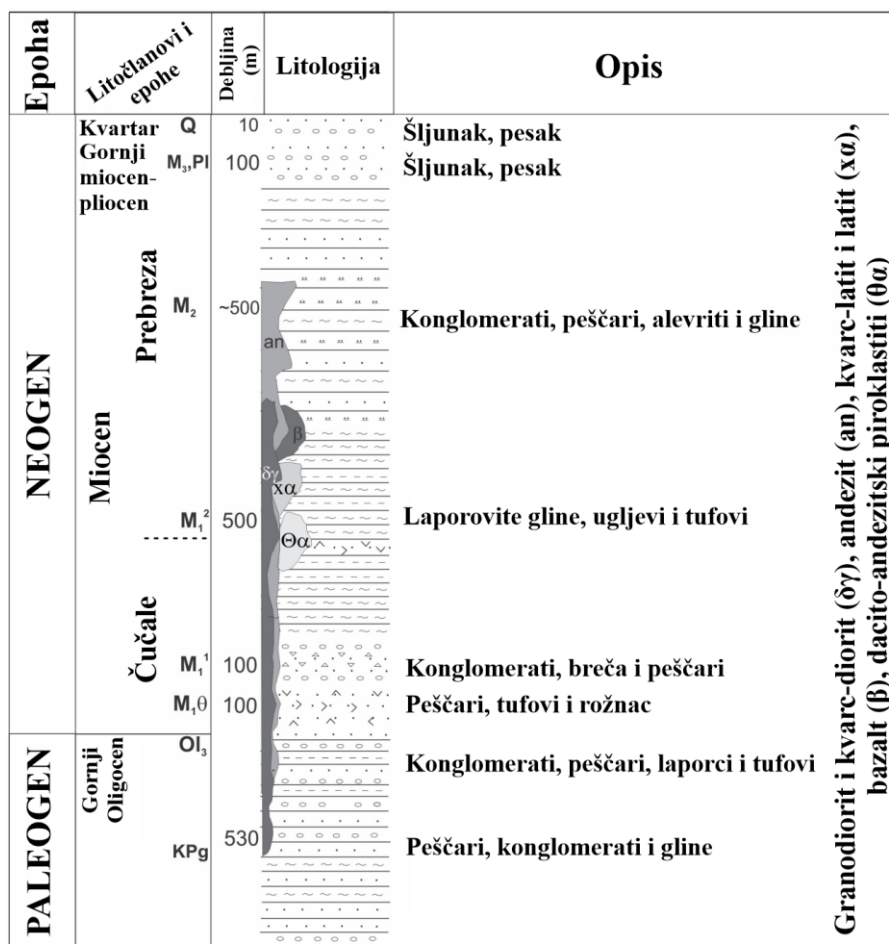 Epoha
Litočlanovi i
epohe
Debljina
(m)
Litologija
Opis
NEOGEN
Miocen
Prebreza
Čučale
Kvartar Q 10 Šljunak, pesak
Gornji
miocen-
pliocen
M₃,Pl 100 Šljunak, pesak
M₂ ~500 Konglomerati, peščari, alevriti i gline
an
β
δγ
xα
M₁² 500 Laporovite gline, ugljevi i tufovi
Θα
M₁¹ 100 Konglomerati, breča i peščari
M₁θ 100 Peščari, tufovi i rožnac
PALEOGEN
Gornji
Oligocen
Ol₃ Konglomerati, peščari, laporci i tufovi
530
KPg Peščari, konglomerati i gline
Granodiorit i kvarc-diorit (δγ), andezit (an), kvarc-latit i latit (xα),
bazalt (β), dacito-andezitski piroklastiti (θα)